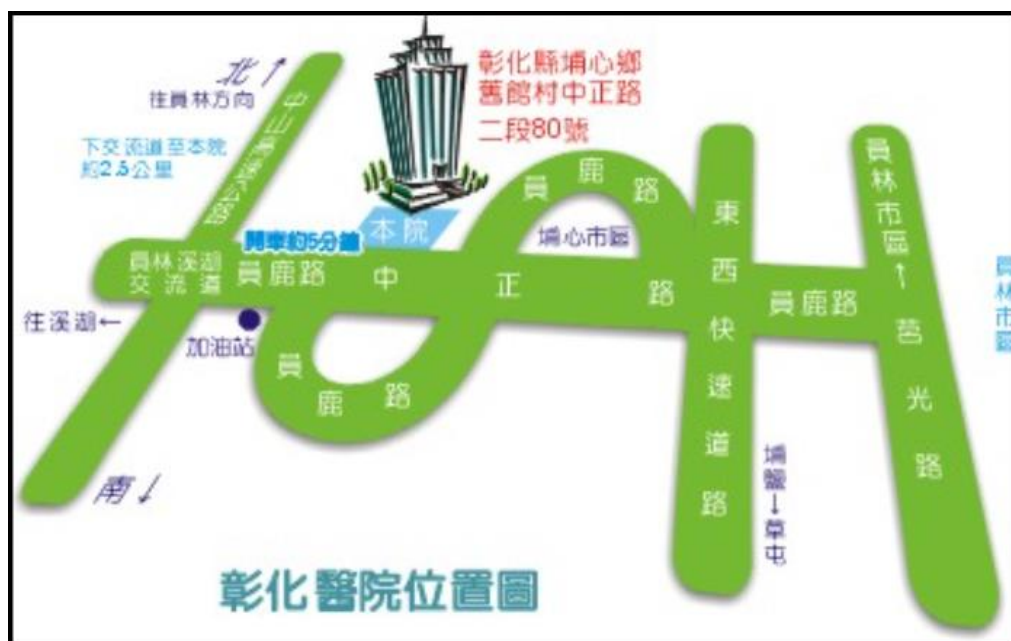 北↑
往員林方向
中山高速公路
下交流道至本院
約2.5公里
彰化縣埔心鄉
舊館村中正路
二段80號
本院
開車約5分鐘
員林溪湖
交流道
員鹿路
中正路
員鹿路
埔心市區
東西快速道路
員鹿路
員林市區↑
莒光路
員林市區
往溪湖←
加油站
員鹿路
南↓
埔鹽↓草屯
彰化醫院位置圖